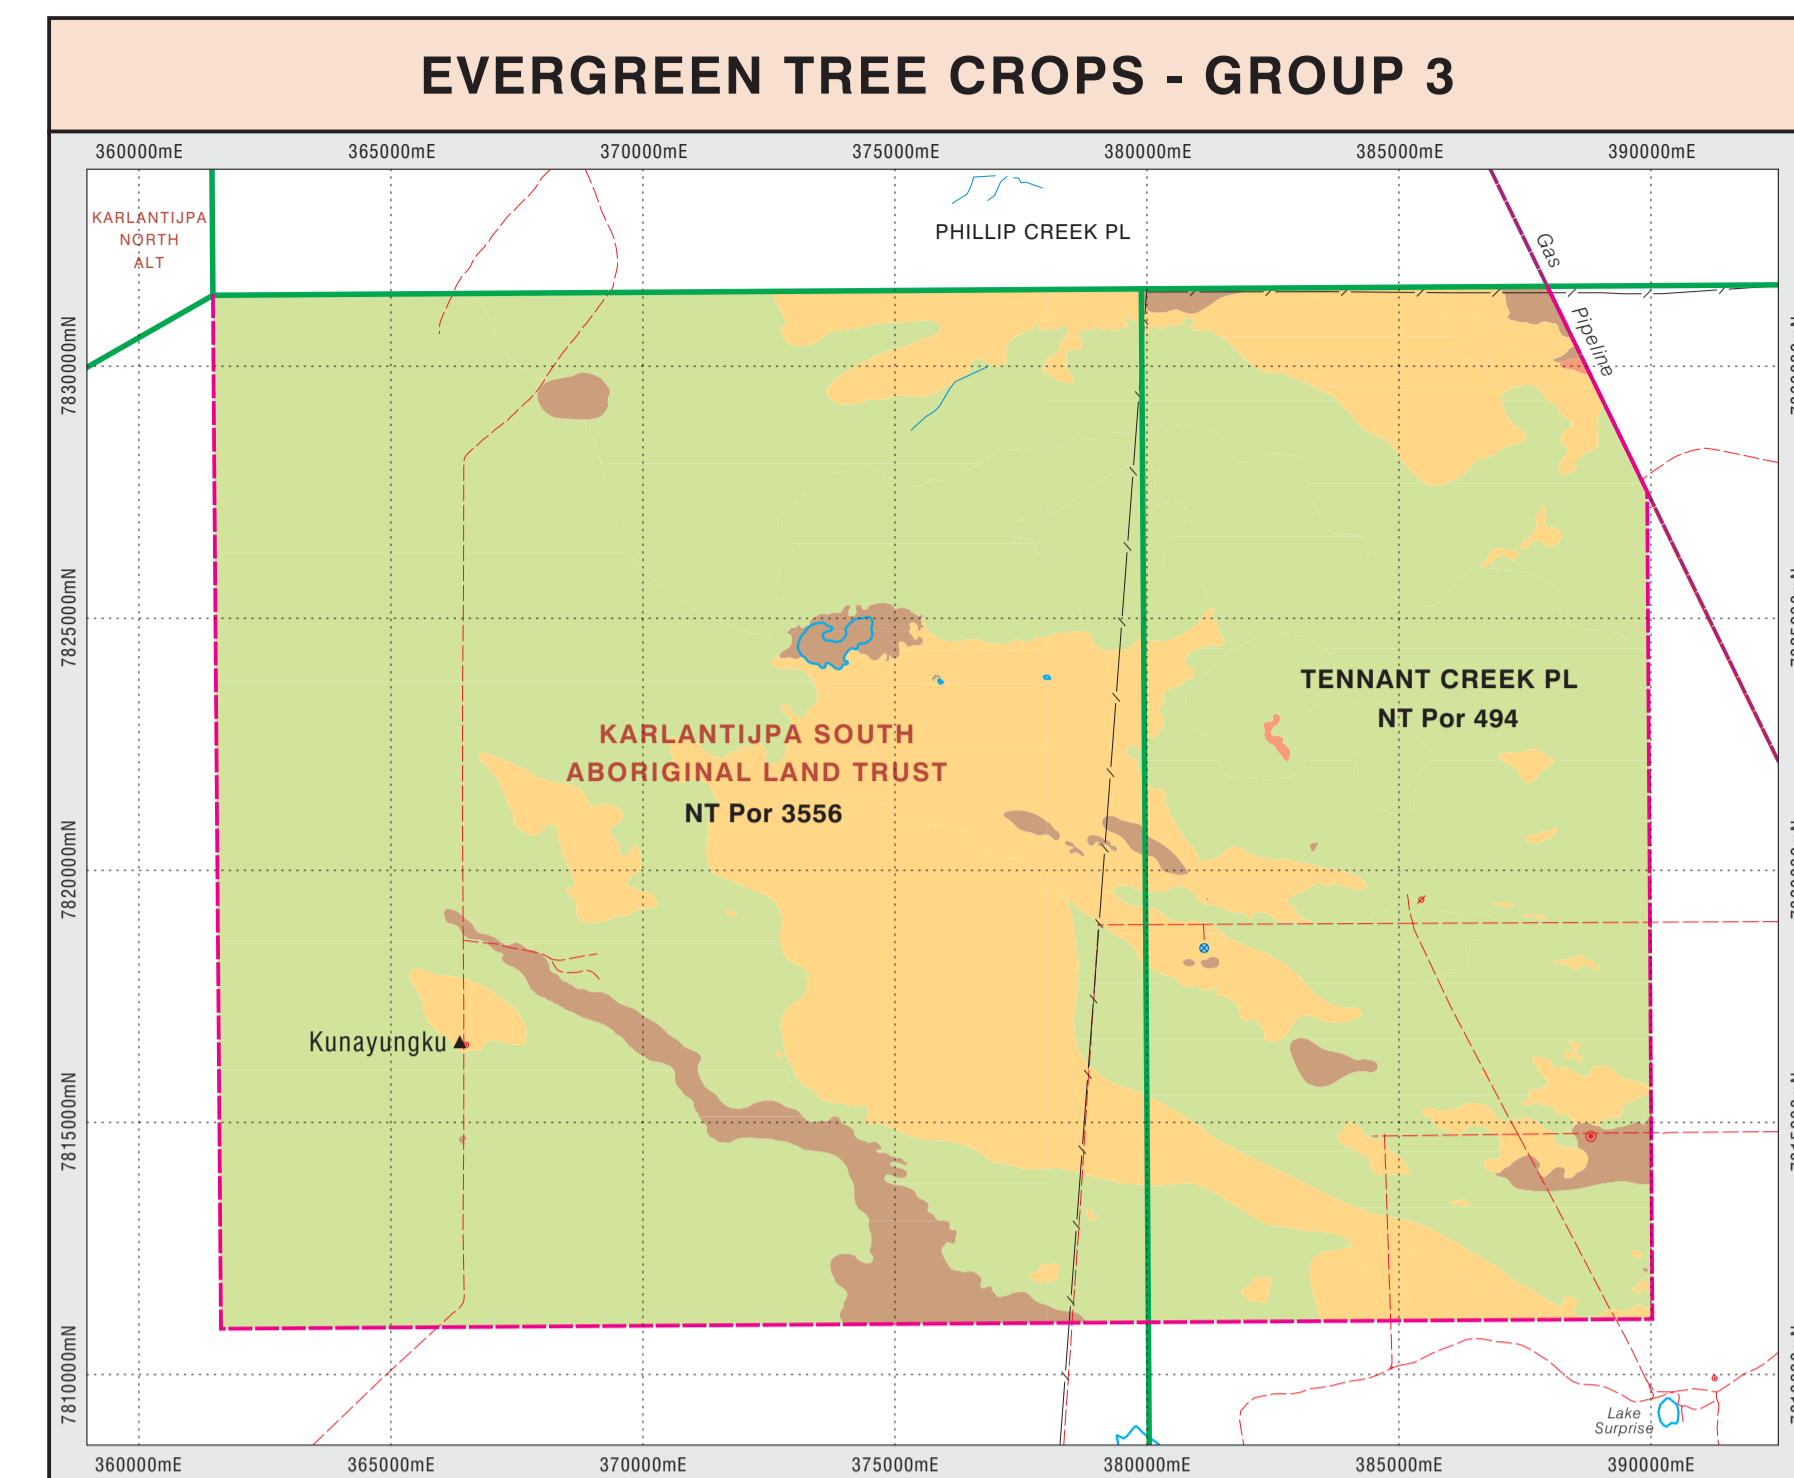 EVERGREEN TREE CROPS - GROUP 3
360000mE 365000mE 370000mE 375000mE 380000mE 385000mE 390000mE
KARLANTIJPA
NORTH
ALT
PHILLIP CREEK PL
Gas
Pipeline
7830000mN
7825000mN
TENNANT CREEK PL
NT Por 494
KARLANTIJPA SOUTH
ABORIGINAL LAND TRUST
NT Por 3556
7820000mN
Kunayungku
7815000mN
7810000mN
Lake
Surprise
360000mE 365000mE 370000mE 375000mE 380000mE 385000mE 390000mE